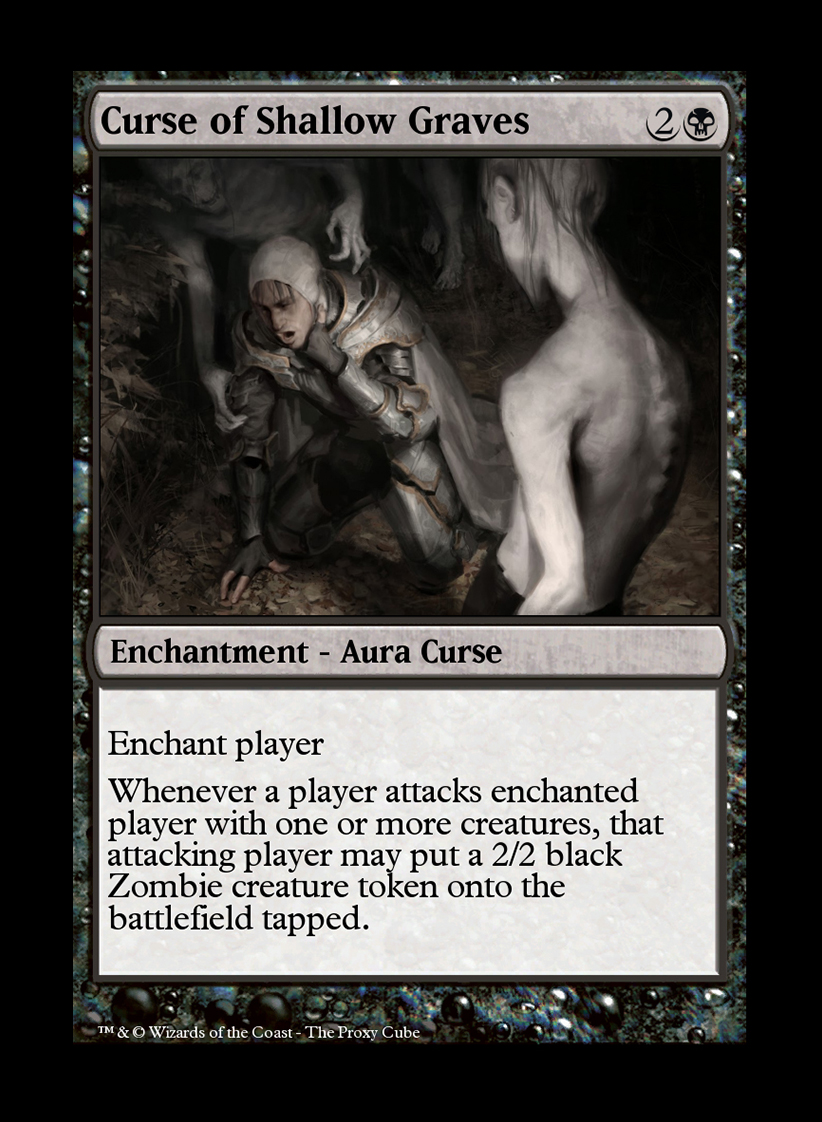 Curse of Shallow Graves 2
Enchantment - Aura Curse
Enchant player
Whenever a player attacks enchanted
player with one or more creatures, that
attacking player may put a 2/2 black
Zombie creature token onto the
battlefield tapped.
™ & © Wizards of the Coast - The Proxy Cube